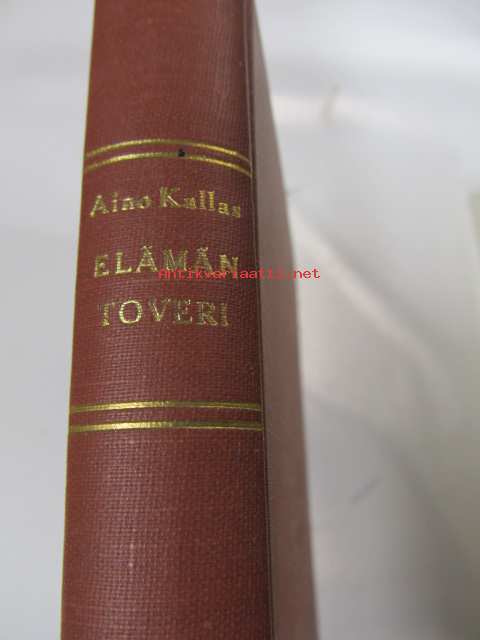 Aino Kallas
ELÄMÄN
Antikvariaatti.net
TOVERI